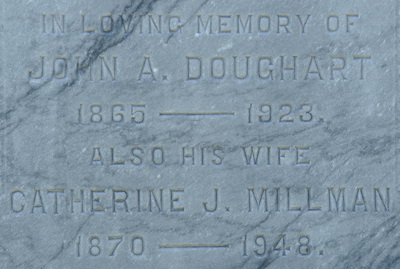 IN LOVING MEMORY OF
JOHN A. DOUGHART
1865 — 1923.
ALSO HIS WIFE
CATHERINE J. MILLMAN
1870 — 1948.